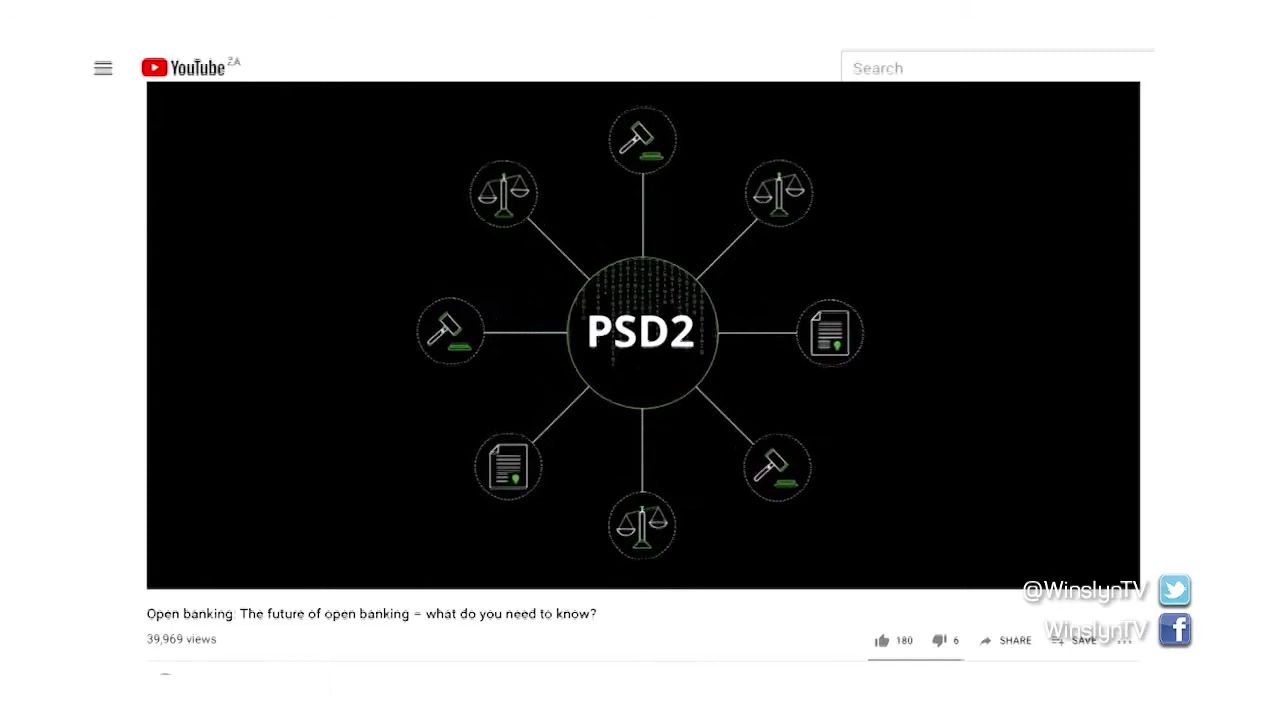 YouTube ZA
Search
PSD2
Open banking: The future of open banking - what do you need to know?
39,969 views
180
6
SHARE
SAVE
@WinslynTV
WinslynTV